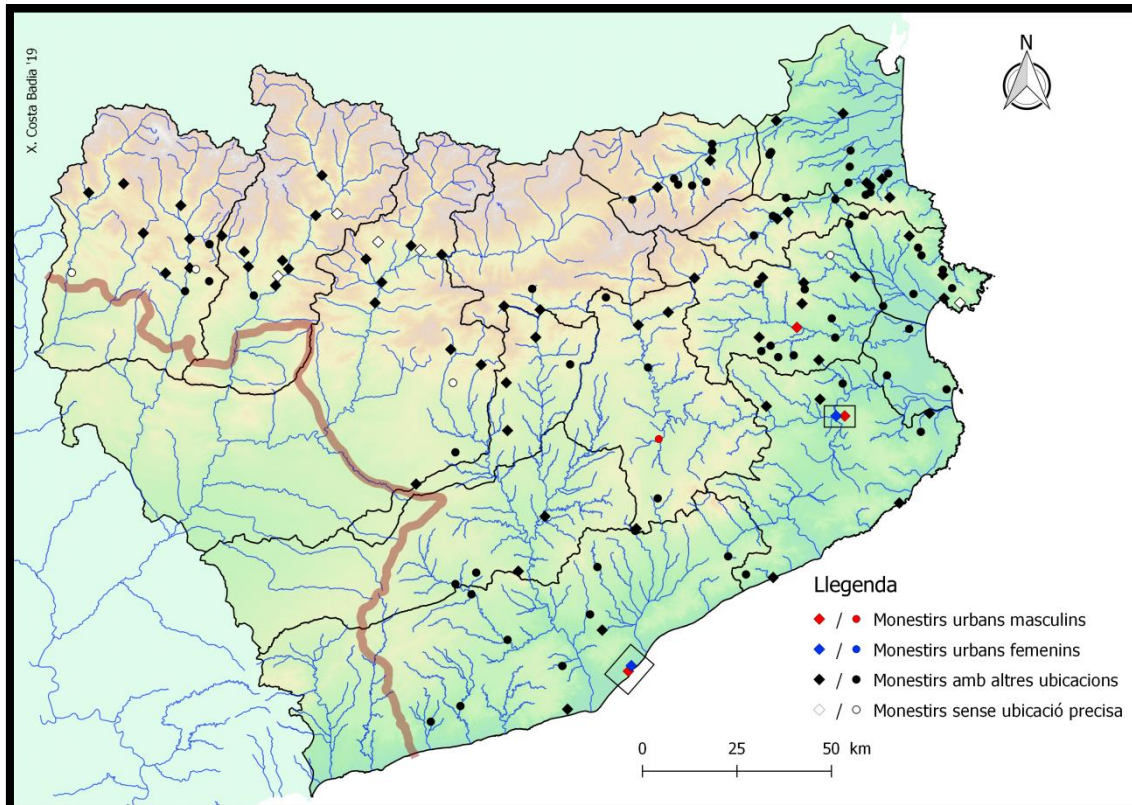 X. Costa Badia '19
N
Llegenda
/ Monestirs urbans masculins
/ Monestirs urbans femenins
/ Monestirs amb altres ubicacions
/ Monestirs sense ubicació precisa
0 25 50 km